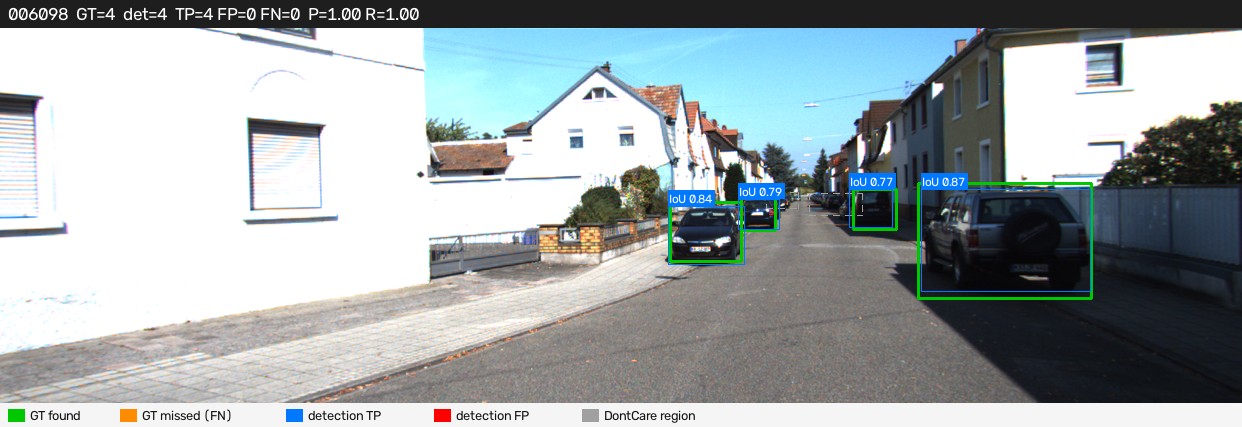 006098 GT=4 det=4 TP=4 FP=0 FN=0 P=1.00 R=1.00
IoU 0.84
IoU 0.79
IoU 0.77
IoU 0.87
GT found
GT missed (FN)
detection TP
detection FP
DontCare region